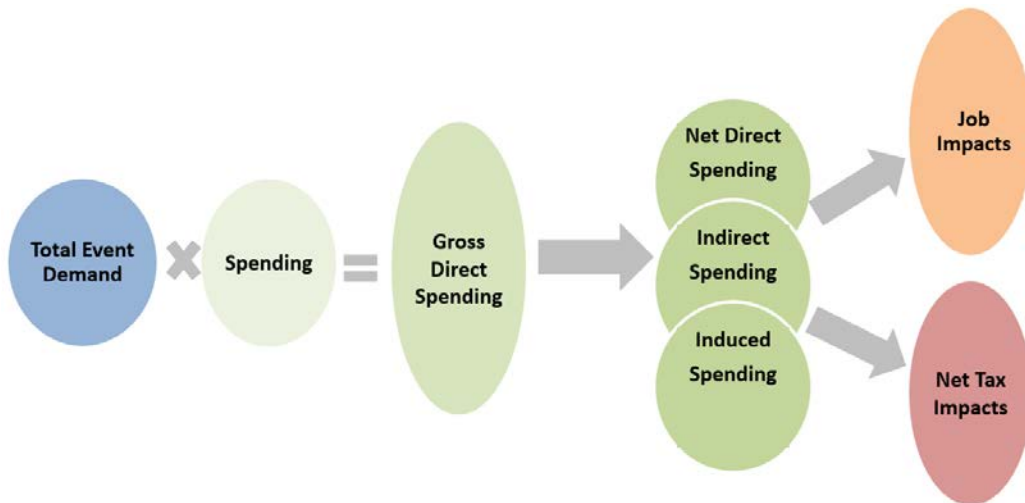 Total Event
Demand
Spending
Gross
Direct
Spending
Net Direct
Spending
Indirect
Spending
Induced
Spending
Job
Impacts
Net Tax
Impacts